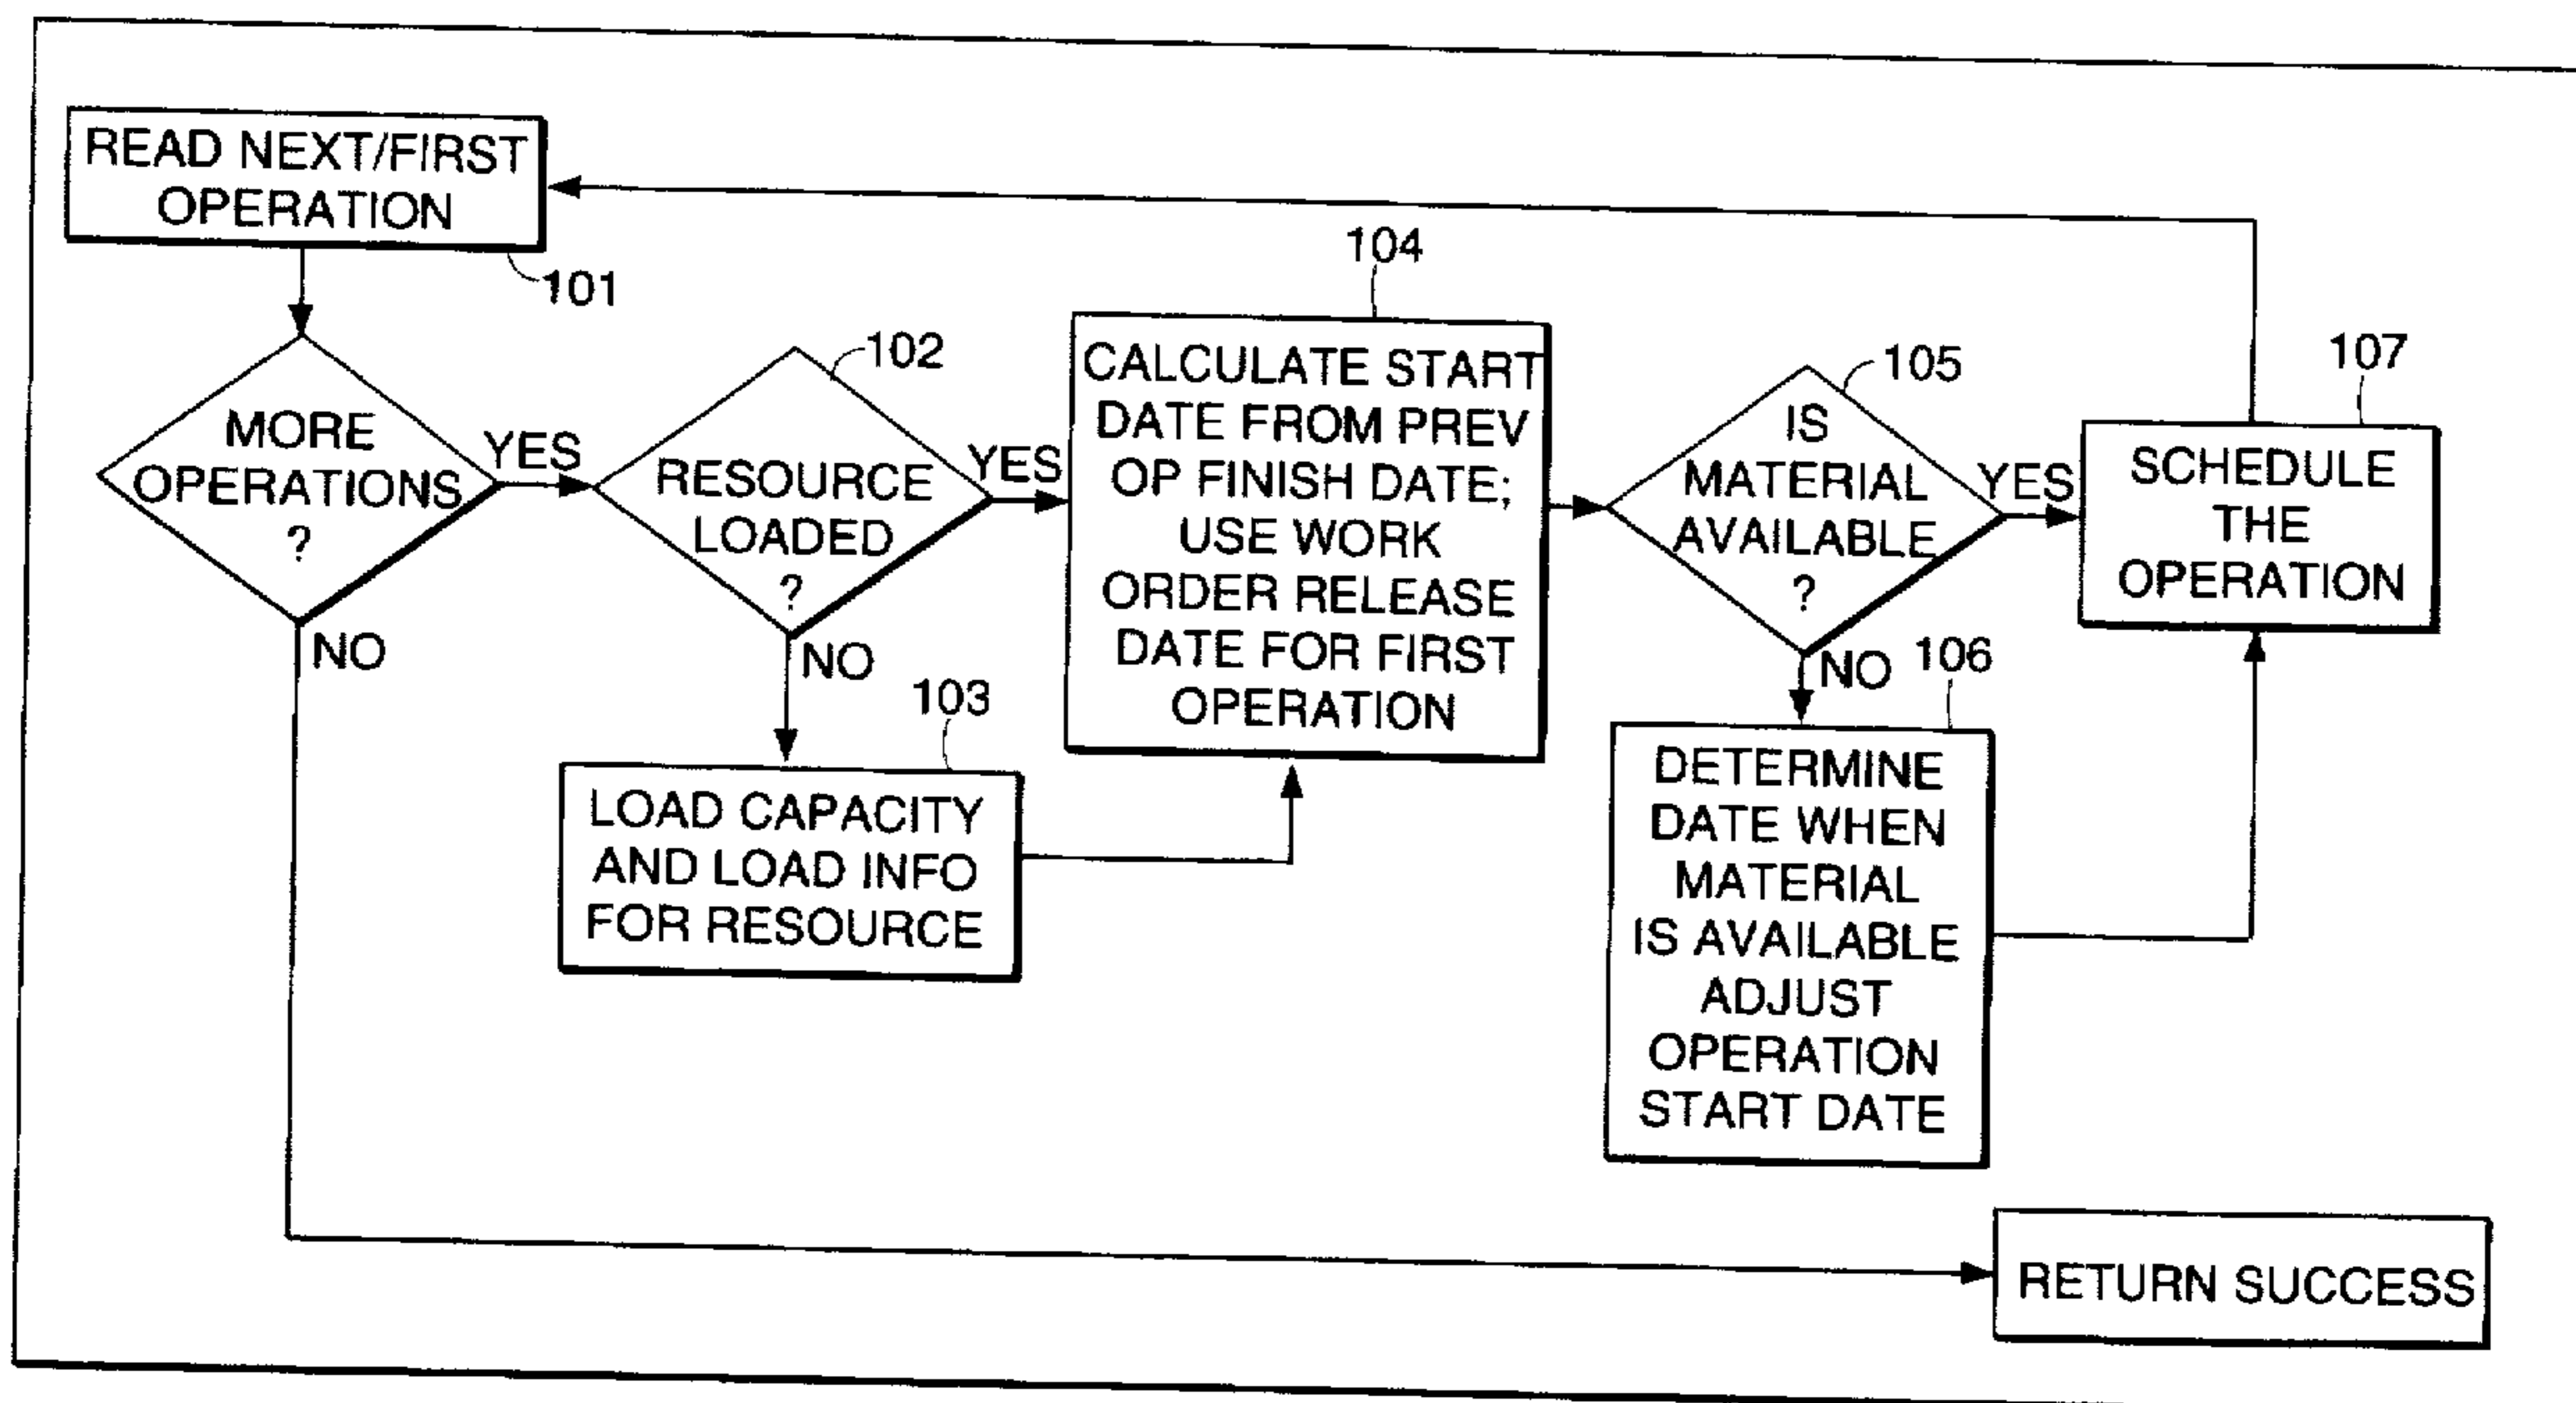 READ NEXT/FIRST
OPERATION
101
MORE
OPERATIONS
?
YES
NO
102
RESOURCE
LOADED
?
YES
NO
103
LOAD CAPACITY
AND LOAD INFO
FOR RESOURCE
104
CALCULATE START
DATE FROM PREV
OP FINISH DATE;
USE WORK
ORDER RELEASE
DATE FOR FIRST
OPERATION
105
IS
MATERIAL
AVAILABLE
?
YES
NO
106
DETERMINE
DATE WHEN
MATERIAL
IS AVAILABLE
ADJUST
OPERATION
START DATE
107
SCHEDULE
THE
OPERATION
RETURN SUCCESS